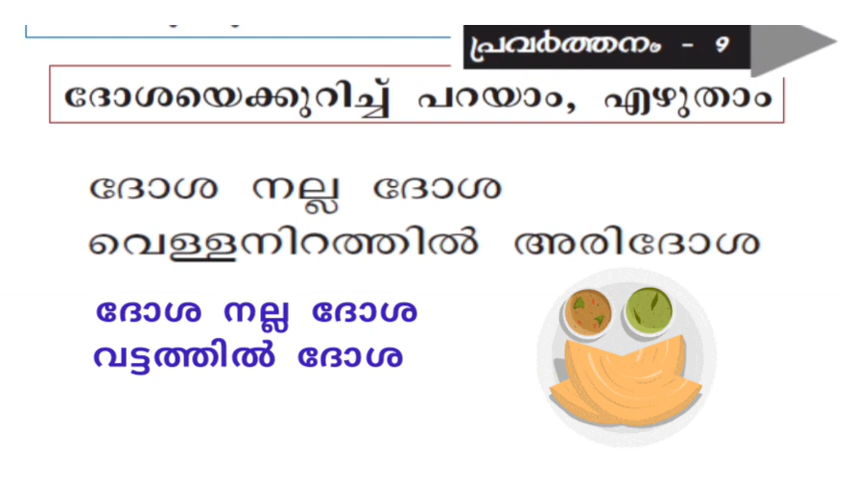 പ്രവർത്തനം - 9
ദോശയെക്കുറിച്ച് പറയാം, എഴുതാം
ദോശ നല്ല ദോശ
വെള്ളനിറത്തിൽ അരിദോശ
ദോശ നല്ല ദോശ
വട്ടത്തിൽ ദോശ